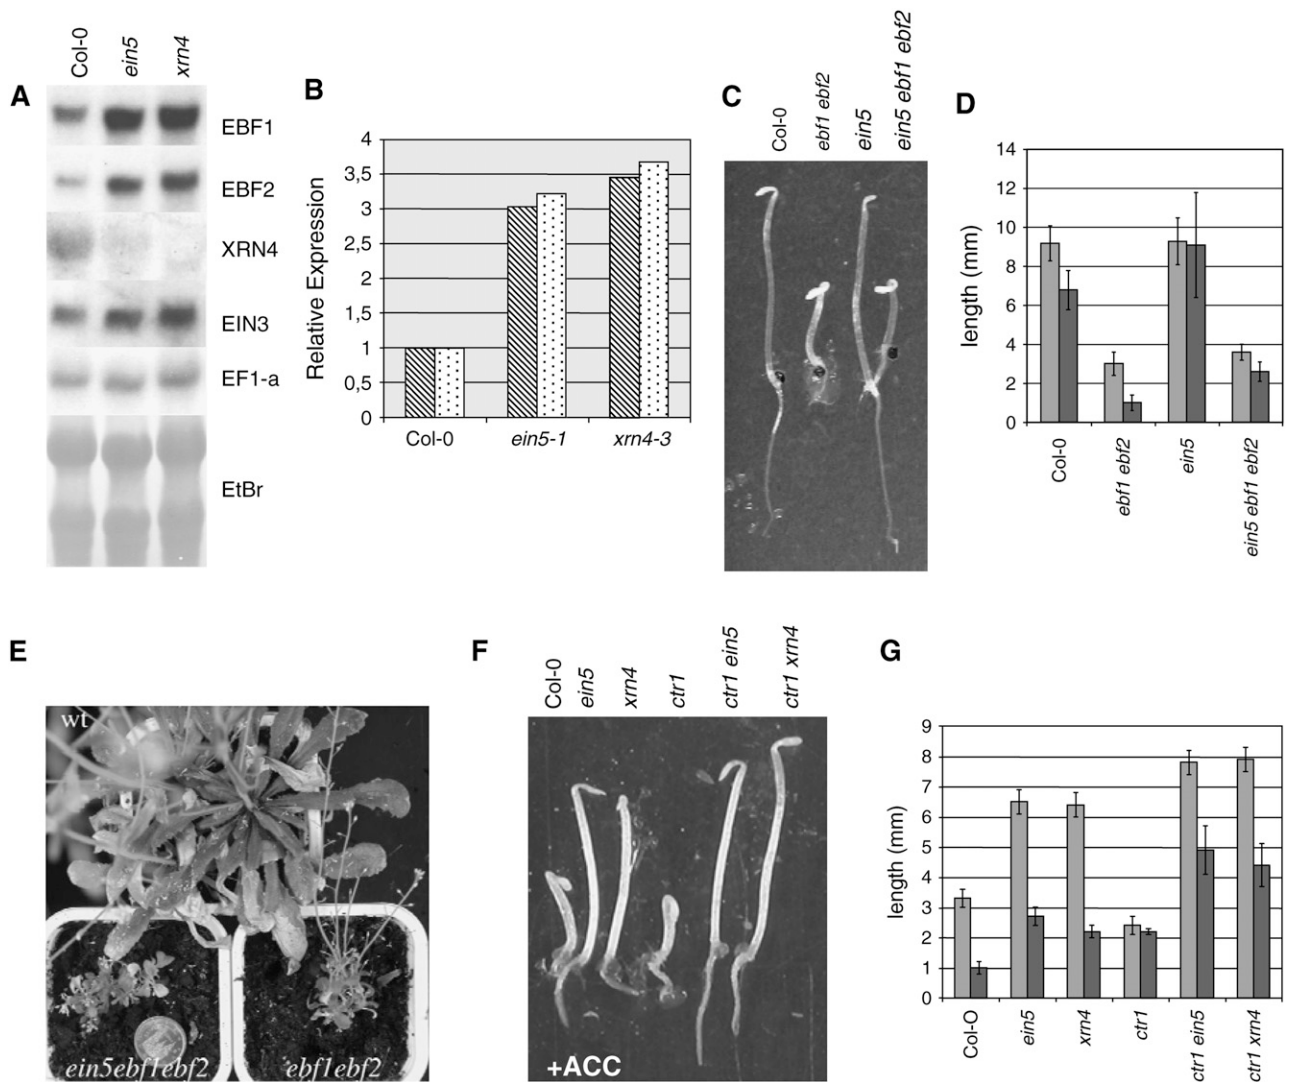 A
Col-0
ein5
xrn4
EBF1
EBF2
XRN4
EIN3
EF1-a
EtBr
B
Relative Expression
4
3,5
3
2,5
2
1,5
1
0,5
0
Col-0
ein5-1
xrn4-3
C
Col-0
ebf1 ebf2
ein5
ein5 ebf1 ebf2
D
length (mm)
14
12
10
8
6
4
2
0
Col-0
ebf1 ebf2
ein5
ein5 ebf1 ebf2
E
wt
ein5ebf1ebf2
ebf1ebf2
F
Col-0
ein5
xrn4
ctr1
ctr1 ein5
ctr1 xrn4
+ACC
G
length (mm)
9
8
7
6
5
4
3
2
1
0
Col-O
ein5
xrn4
ctr1
ctr1 ein5
ctr1 xrn4